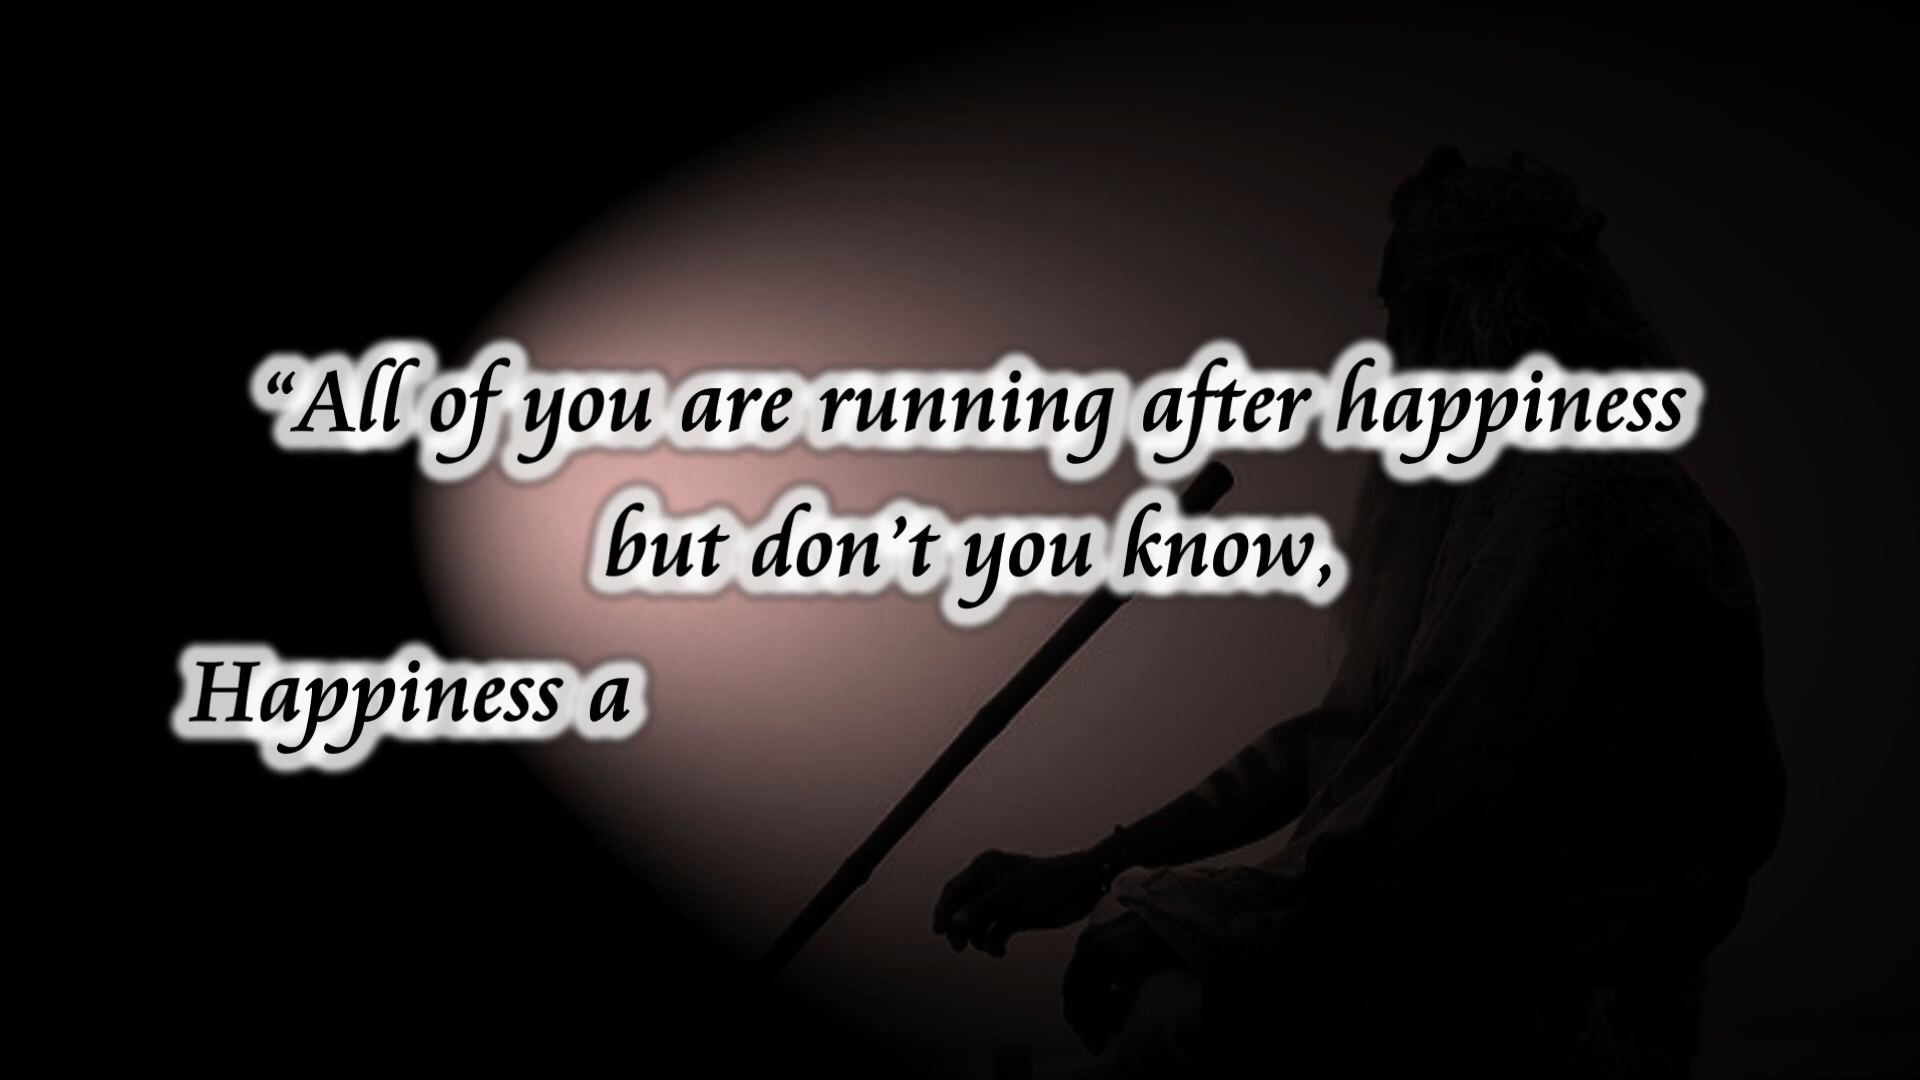 “All of you are running after happiness
but don’t you know,
Happiness a